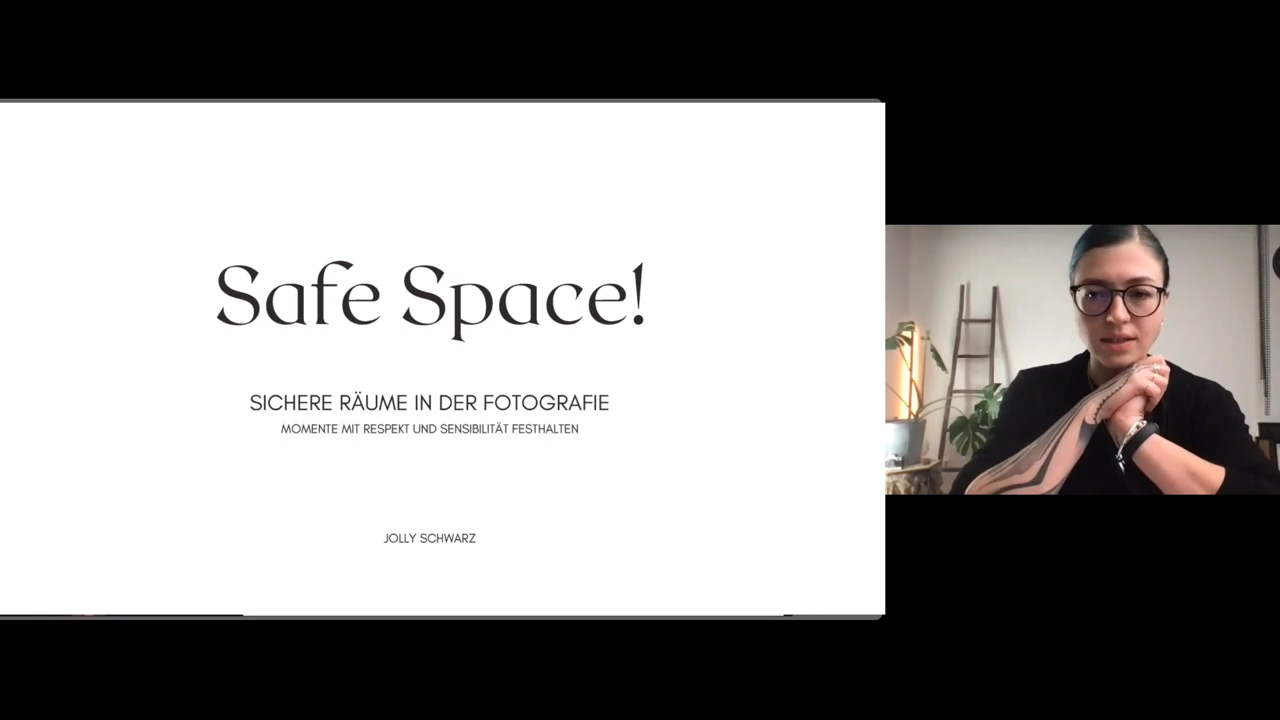 Safe Space!
SICHERE RÄUME IN DER FOTOGRAFIE
MOMENTE MIT RESPEKT UND SENSIBILITÄT FESTHALTEN
JOLLY SCHWARZ